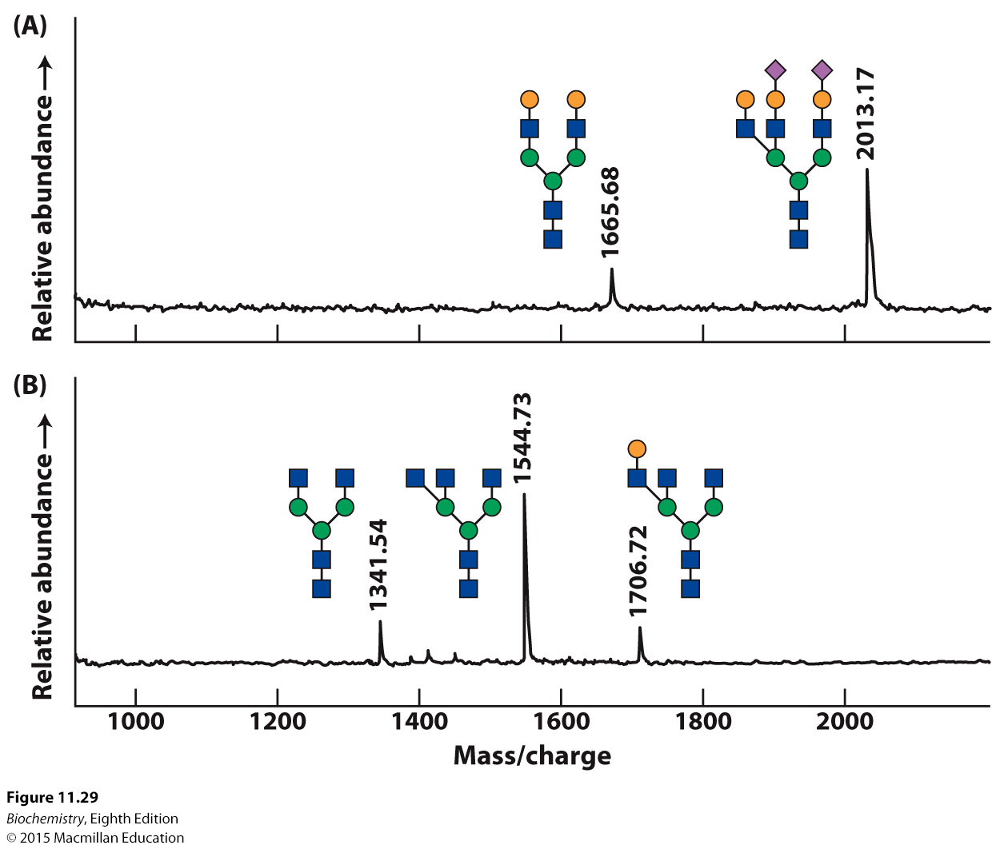 (A)
Relative abundance →
1665.68
2013.17
(B)
Relative abundance →
1341.54
1544.73
1706.72
1000 1200 1400 1600 1800 2000
Mass/charge
Figure 11.29
Biochemistry, Eighth Edition
© 2015 Macmillan Education